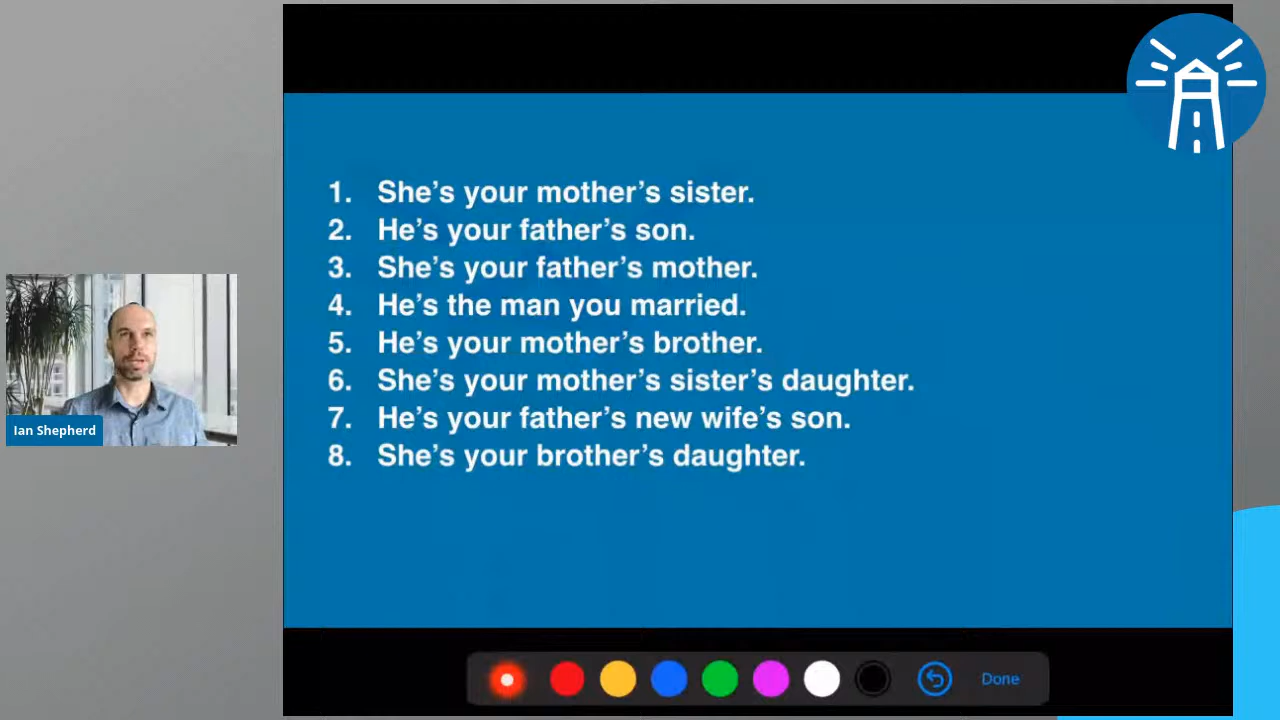 1. She’s your mother’s sister.
2. He’s your father’s son.
3. She’s your father’s mother.
4. He’s the man you married.
5. He’s your mother’s brother.
6. She’s your mother’s sister’s daughter.
7. He’s your father’s new wife’s son.
8. She’s your brother’s daughter.
Ian Shepherd
Done